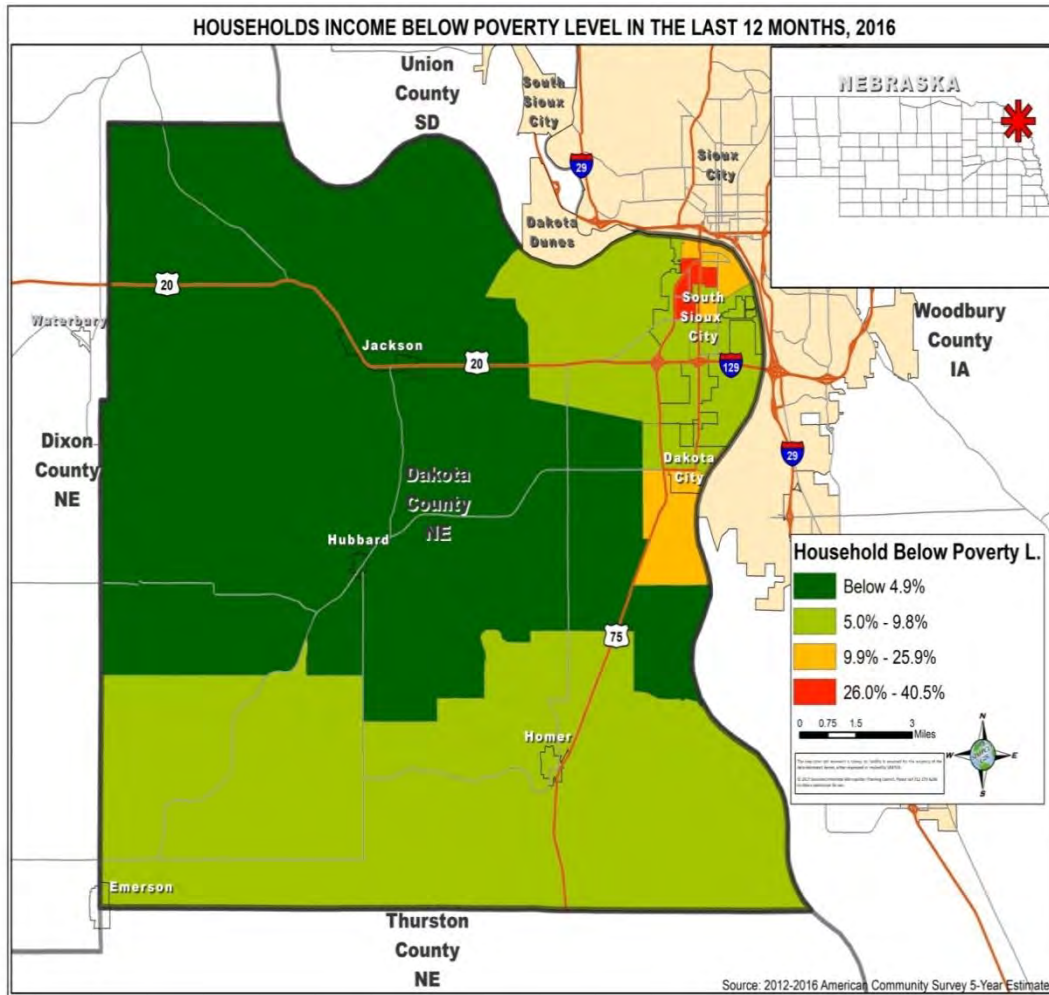 HOUSEHOLDS INCOME BELOW POVERTY LEVEL IN THE LAST 12 MONTHS, 2016
Union
County
SD
South
Sioux
City
NEBRASKA
29
Sioux
City
Dakota
Dunes
20
Waterbury
South
Sioux
City
Woodbury
County
IA
Jackson
20
129
Dixon
County
NE
Dakota
City
29
Dakota
County
NE
Hubbard
Household Below Poverty L.
Below 4.9%
5.0% - 9.8%
9.9% - 25.9%
26.0% - 40.5%
75
0 0.75 1.5 3
Miles
N
W
E
S
Homer
Emerson
Thurston
County
NE
Source: 2012-2016 American Community Survey 5-Year Estimate